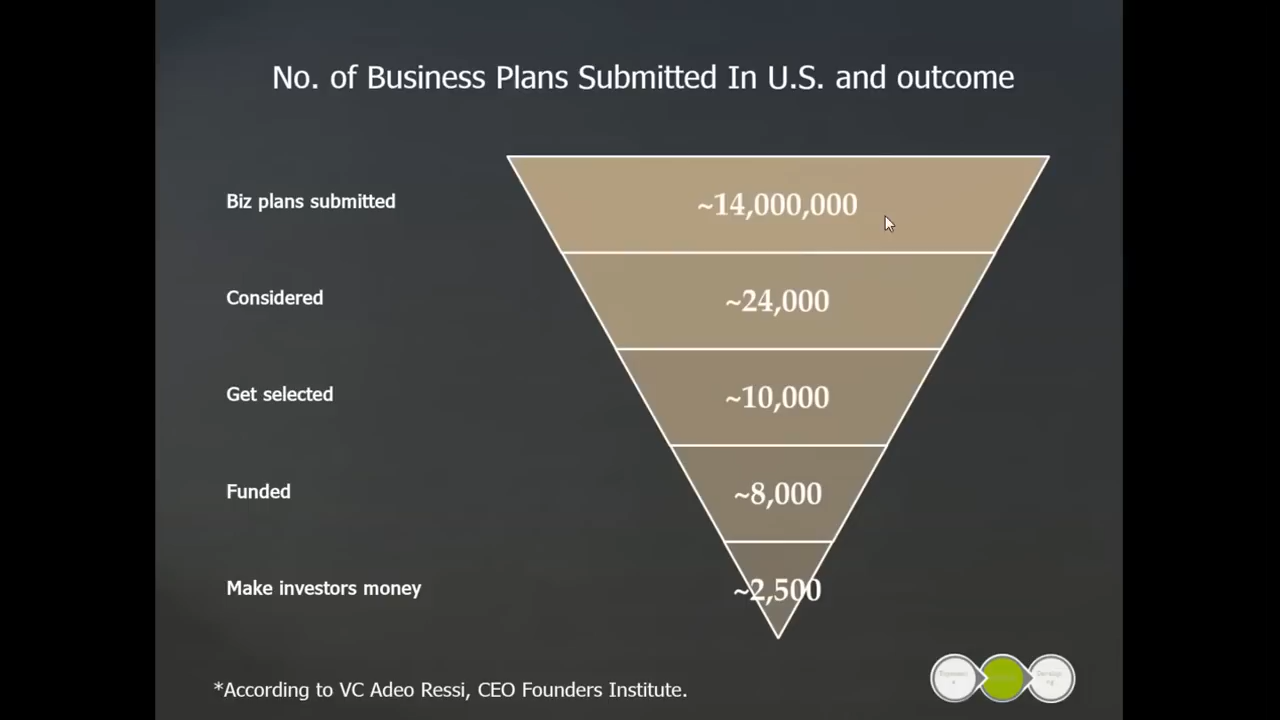 No. of Business Plans Submitted In U.S. and outcome
Biz plans submitted
~14,000,000
Considered
~24,000
Get selected
~10,000
Funded
~8,000
Make investors money
~2,500
*According to VC Adeo Ressi, CEO Founders Institute.